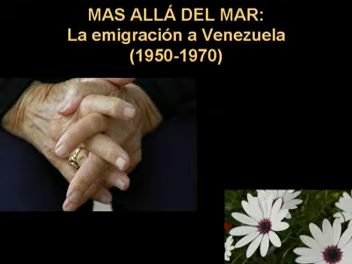 MAS ALLÁ DEL MAR:
La emigración a Venezuela
(1950-1970)